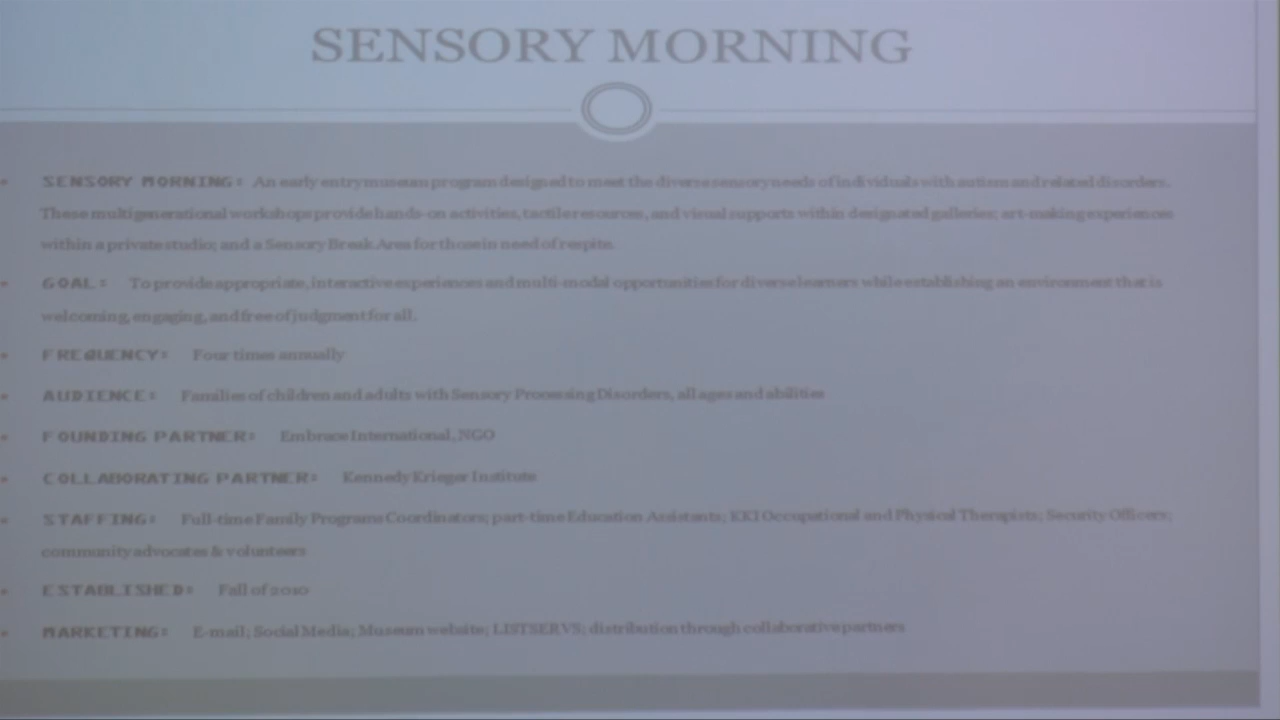 SENSORY MORNING
SENSORY MORNING: An early entry museum program designed to meet the diverse sensory needs of individuals with autism and related disorders.
These multigenerational workshops provide hands-on activities, tactile resources, and visual supports within designated galleries; art-making experiences
within a private studio; and a Sensory Break Area for those in need of respite.
GOAL: To provide appropriate, interactive experiences and multi-modal opportunities for diverse learners while establishing an environment that is
welcoming, engaging, and free of judgment for all.
FREQUENCY: Four times annually
AUDIENCE: Families of children and adults with Sensory Processing Disorders, all ages and abilities
FOUNDING PARTNER: Embrace International, NGO
COLLABORATING PARTNER: Kennedy Krieger Institute
STAFFING: Full-time Family Programs Coordinators; part-time Education Assistants; KKI Occupational and Physical Therapists; Security Officers;
community advocates & volunteers
ESTABLISHED: Fall of 2010
MARKETING: E-mail; Social Media; Museum website; LISTSERVS; distribution through collaborative partners